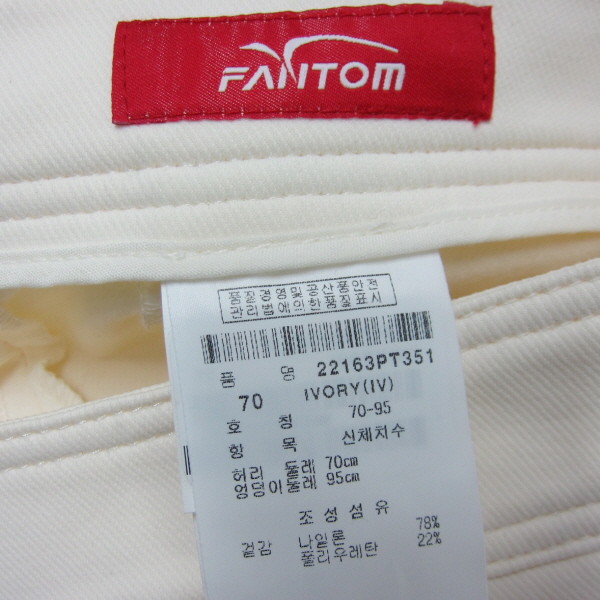 FANTOM
품질경영 및 공산품안전
관리법에 의한 품질표시
품 명 22163PT351
70 IVORY(IV)
호 칭 70-95
항 목 신체치수
허리 둘레 70cm
엉덩이둘레 95cm
조성섬유
겉감 나일론 78%
폴리우레탄 22%